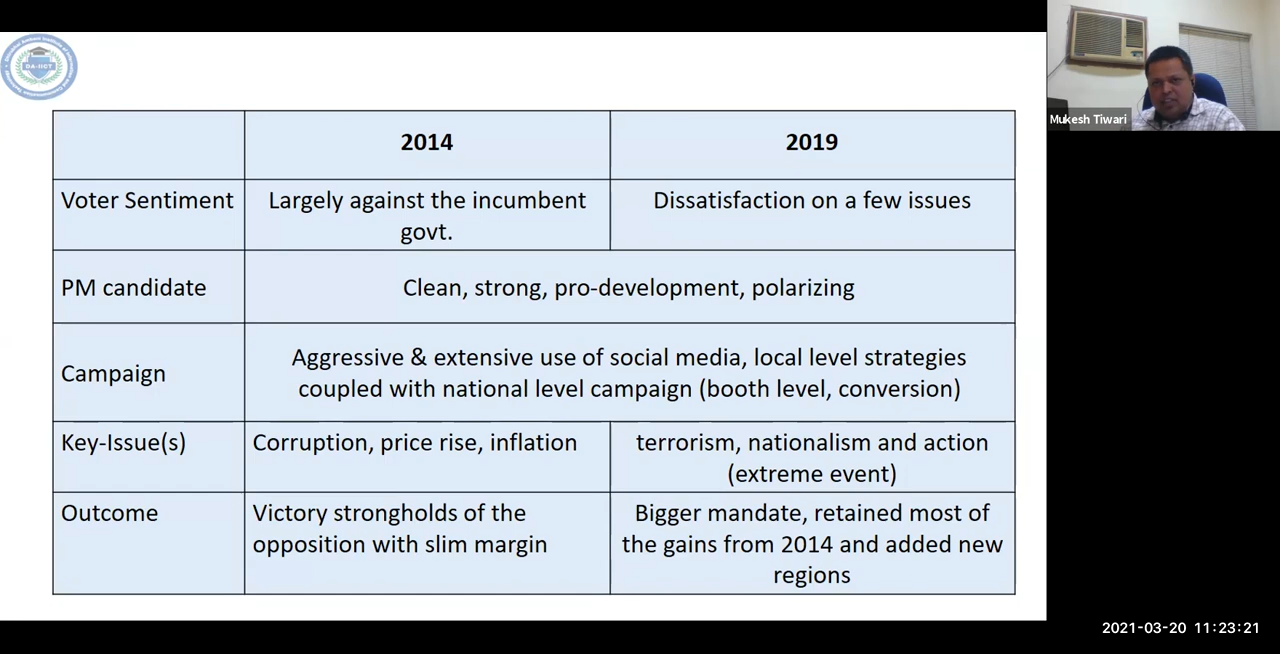 DA-IICT
2014
2019
Voter Sentiment
Largely against the incumbent
govt.
Dissatisfaction on a few issues
PM candidate
Clean, strong, pro-development, polarizing
Campaign
Aggressive & extensive use of social media, local level strategies
coupled with national level campaign (booth level, conversion)
Key-Issue(s)
Corruption, price rise, inflation
terrorism, nationalism and action
(extreme event)
Outcome
Victory strongholds of the
opposition with slim margin
Bigger mandate, retained most of
the gains from 2014 and added new
regions
Mukesh Tiwari
2021-03-20 11:23:21